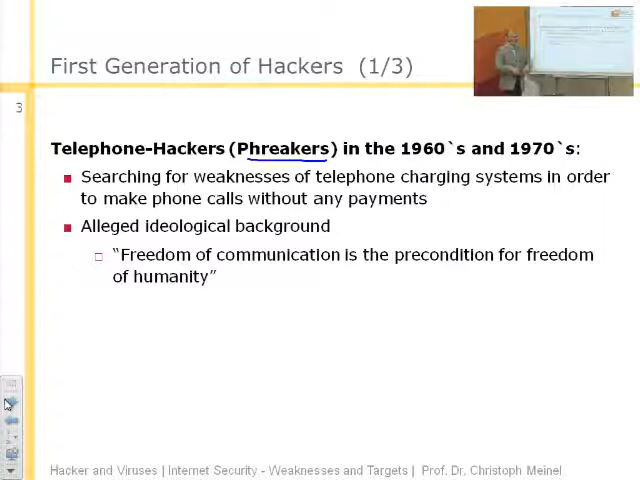 First Generation of Hackers (1/3)
3
Telephone-Hackers (Phreakers) in the 1960`s and 1970`s:
Searching for weaknesses of telephone charging systems in order
to make phone calls without any payments
Alleged ideological background
“Freedom of communication is the precondition for freedom
of humanity”
Hacker and Viruses | Internet Security - Weaknesses and Targets | Prof. Dr. Christoph Meinel